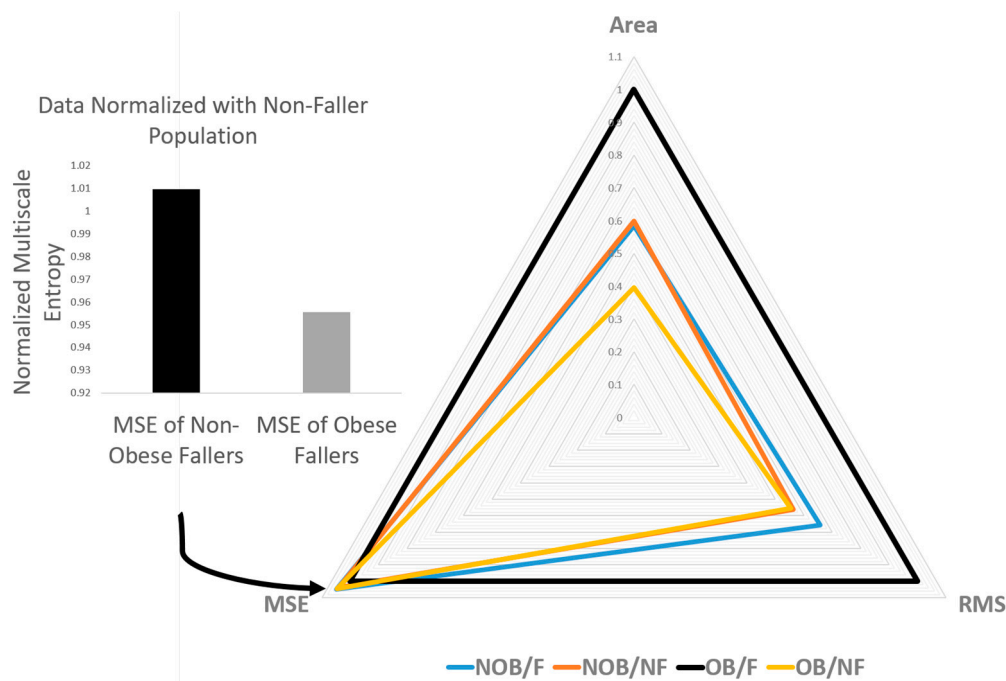 Area
Data Normalized with Non-Faller
Population
Normalized Multiscale
Entropy
1.02
1.01
1
0.99
0.98
0.97
0.96
0.95
0.94
0.93
0.92
MSE of Non-
Obese Fallers
MSE of Obese
Fallers
1.1
1
0.9
0.8
0.7
0.6
0.5
0.4
0.3
0.2
0.1
0
MSE
RMS
NOB/F
NOB/NF
OB/F
OB/NF